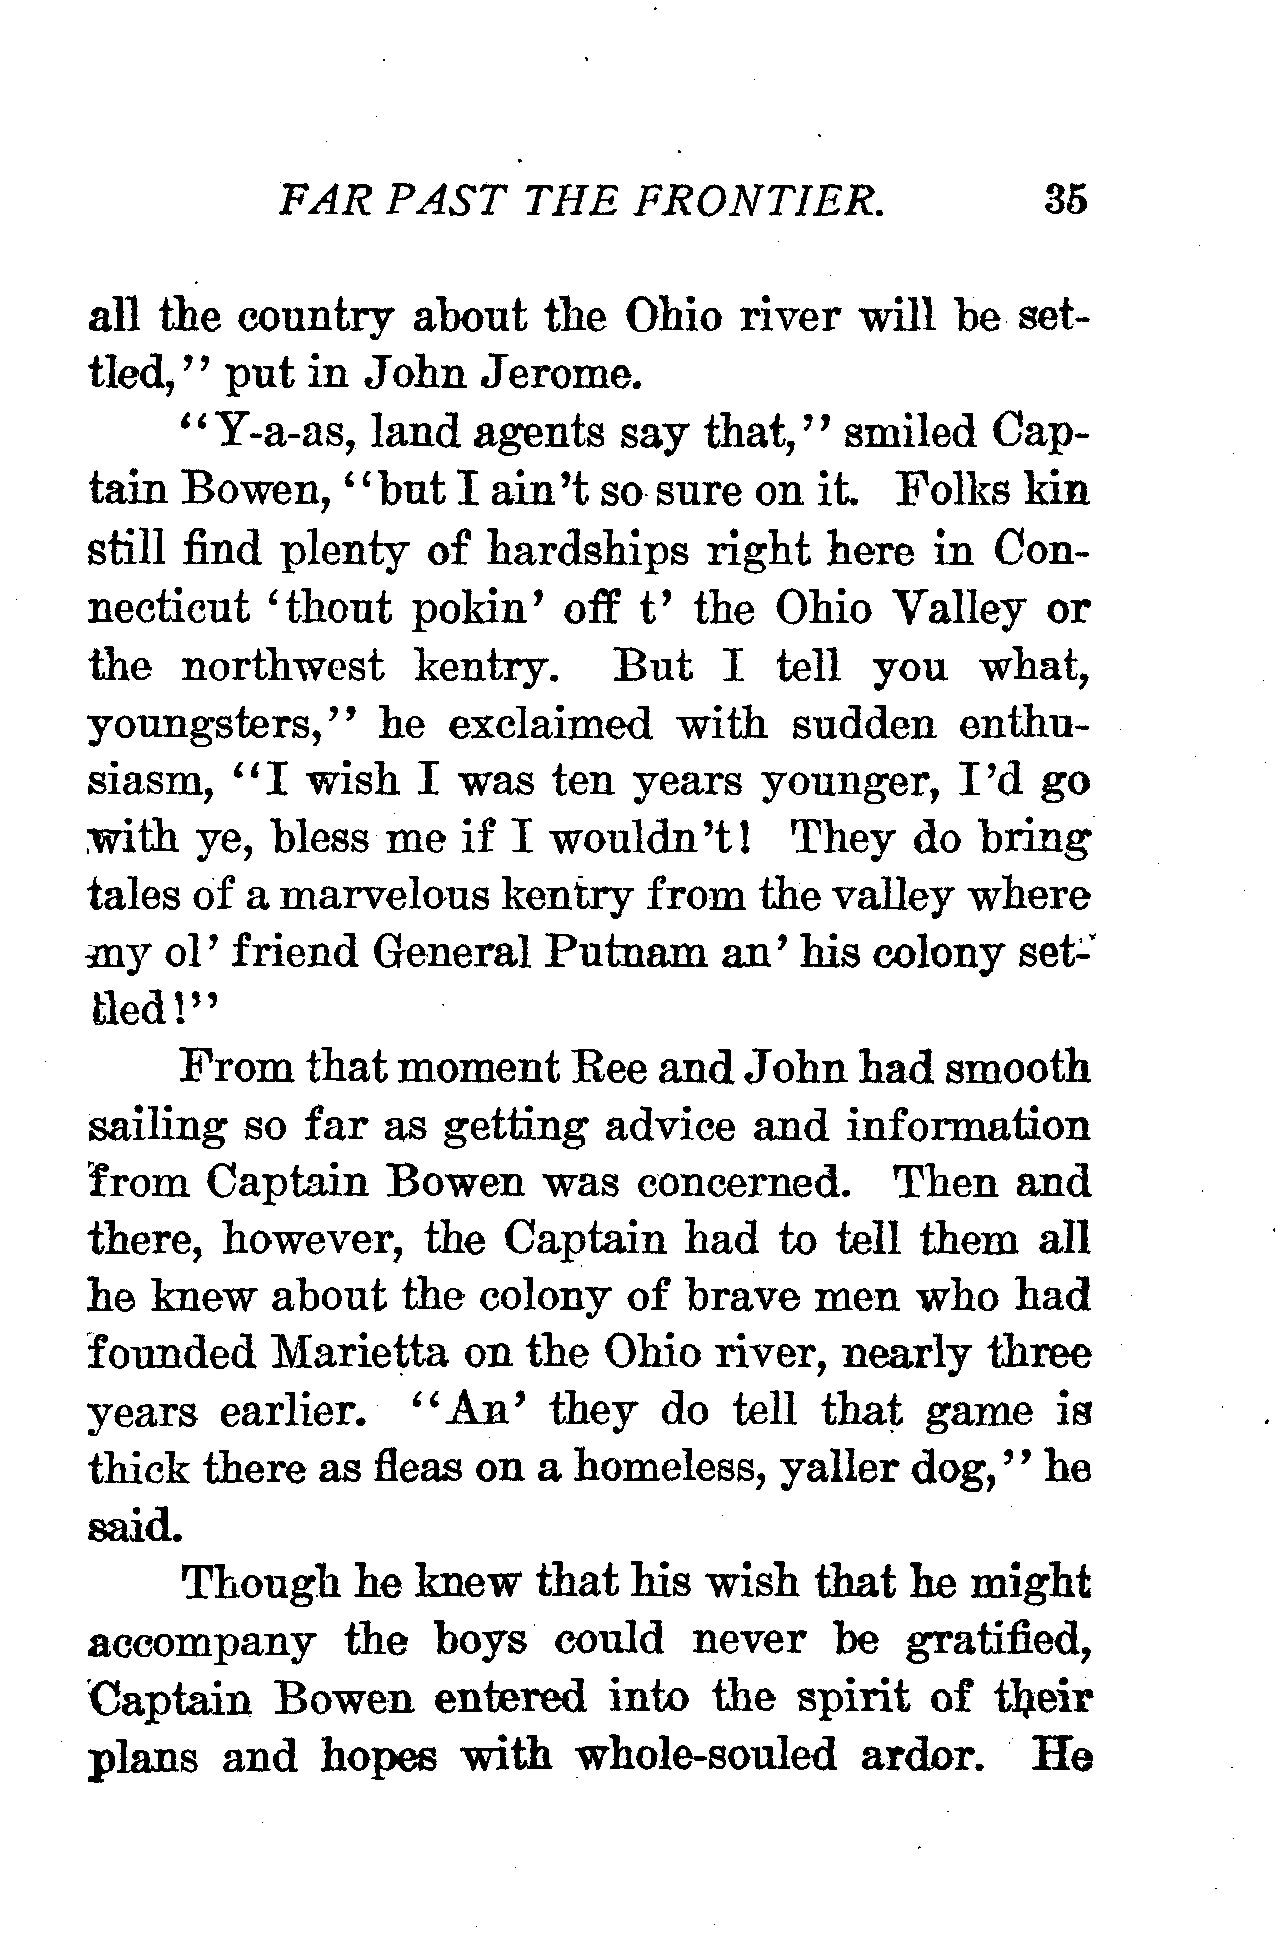 FAR PAST THE FRONTIER. 35
all the country about the Ohio river will be set-
tled,'' put in John Jerome.
''Y-a-as, land agents say that,'' smiled Cap-
tain Bowen, ''but I ain't so sure on it. Folks kin
still find plenty of hardships right here in Con-
necticut 'thout pokin' off t' the Ohio Valley or
the northwest kentry. But I tell you what,
youngsters,'' he exclaimed with sudden enthu-
siasm, ''I wish I was ten years younger, I'd go
with ye, bless me if I wouldn't! They do bring
tales of a marvelous kentry from the valley where
my ol' friend General Putnam an' his colony set-
tled!''
From that moment Ree and John had smooth
sailing so far as getting advice and information
from Captain Bowen was concerned. Then and
there, however, the Captain had to tell them all
he knew about the colony of brave men who had
founded Marietta on the Ohio river, nearly three
years earlier. ''An' they do tell that game is
thick there as fleas on a homeless, yaller dog,'' he
said.
Though he knew that his wish that he might
accompany the boys could never be gratified,
Captain Bowen entered into the spirit of their
plans and hopes with whole-souled ardor. He